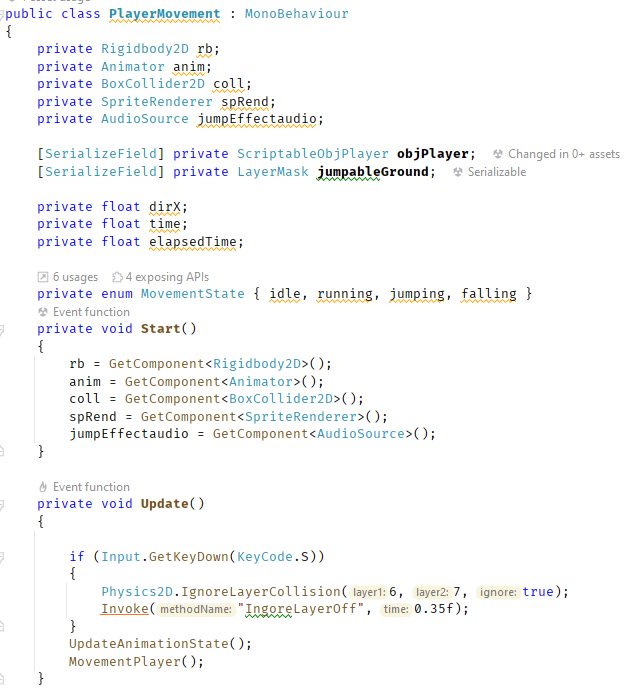 public class PlayerMovement : MonoBehaviour
{
private Rigidbody2D rb;
private Animator anim;
private BoxCollider2D coll;
private SpriteRenderer spRend;
private AudioSource jumpEffectaudio;
[SerializeField] private ScriptableObjPlayer objPlayer; Changed in 0+ assets
[SerializeField] private LayerMask jumpableGround; Serializable
private float dirX;
private float time;
private float elapsedTime;
6 usages 4 exposing APIs
private enum MovementState { idle, running, jumping, falling }
Event function
private void Start()
{
rb = GetComponent<Rigidbody2D>();
anim = GetComponent<Animator>();
coll = GetComponent<BoxCollider2D>();
spRend = GetComponent<SpriteRenderer>();
jumpEffectaudio = GetComponent<AudioSource>();
}
Event function
private void Update()
{
if (Input.GetKeyDown(KeyCode.S))
{
Physics2D.IgnoreLayerCollision( layer1: 6, layer2: 7, ignore: true);
Invoke( methodName: "IngoreLayerOff", time: 0.35f);
}
UpdateAnimationState();
MovementPlayer();
}